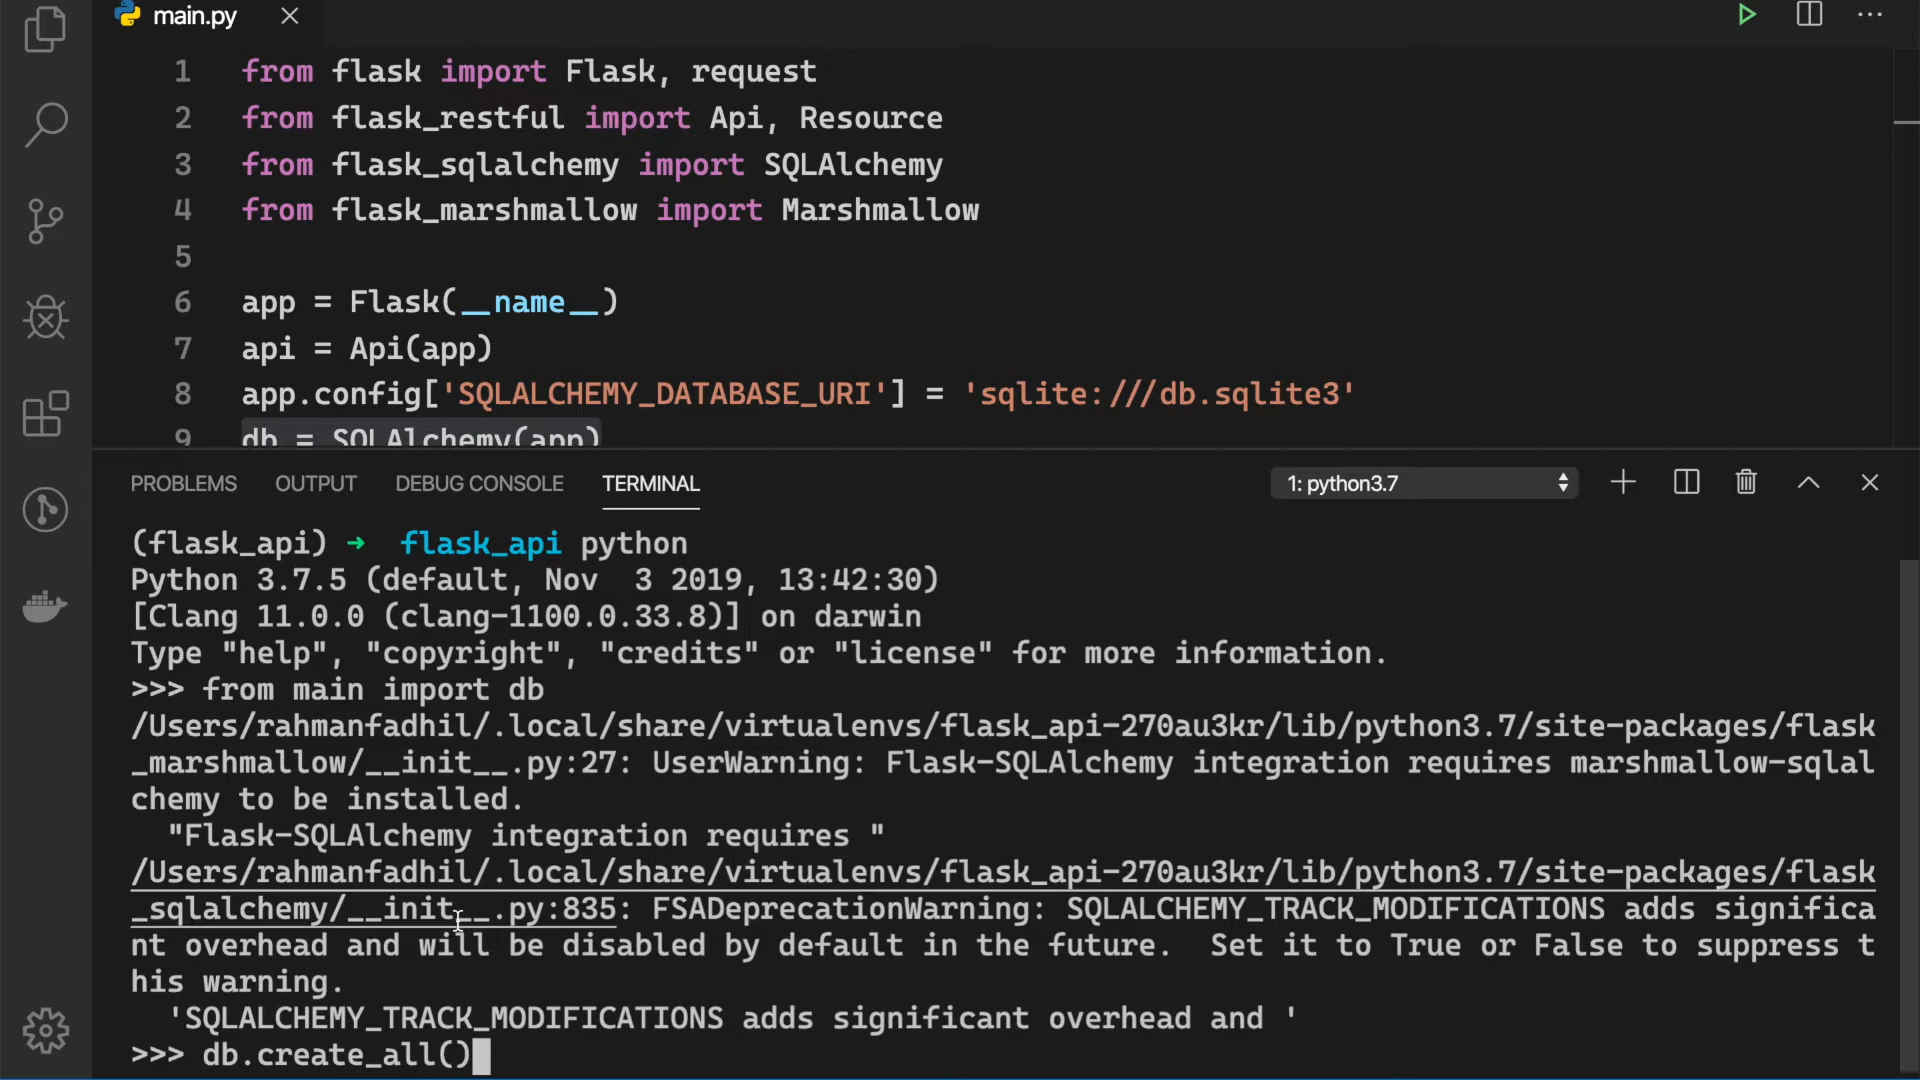 main.py
1 from flask import Flask, request
2 from flask_restful import Api, Resource
3 from flask_sqlalchemy import SQLAlchemy
4 from flask_marshmallow import Marshmallow
5
6 app = Flask(__name__)
7 api = Api(app)
8 app.config['SQLALCHEMY_DATABASE_URI'] = 'sqlite:///db.sqlite3'
9 db = SQLAlchemy(app)
PROBLEMS OUTPUT DEBUG CONSOLE TERMINAL 1: python3.7
(flask_api) ➜ flask_api python
Python 3.7.5 (default, Nov  3 2019, 13:42:30)
[Clang 11.0.0 (clang-1100.0.33.8)] on darwin
Type "help", "copyright", "credits" or "license" for more information.
>>> from main import db
/Users/rahmanfadhil/.local/share/virtualenvs/flask_api-270au3kr/lib/python3.7/site-packages/flask
_marshmallow/__init__.py:27: UserWarning: Flask-SQLAlchemy integration requires marshmallow-sqlal
chemy to be installed.
"Flask-SQLAlchemy integration requires "
/Users/rahmanfadhil/.local/share/virtualenvs/flask_api-270au3kr/lib/python3.7/site-packages/flask
_sqlalchemy/__init__.py:835: FSADeprecationWarning: SQLALCHEMY_TRACK_MODIFICATIONS adds significa
nt overhead and will be disabled by default in the future.  Set it to True or False to suppress t
his warning.
'SQLALCHEMY_TRACK_MODIFICATIONS adds significant overhead and '
>>> db.create_all()